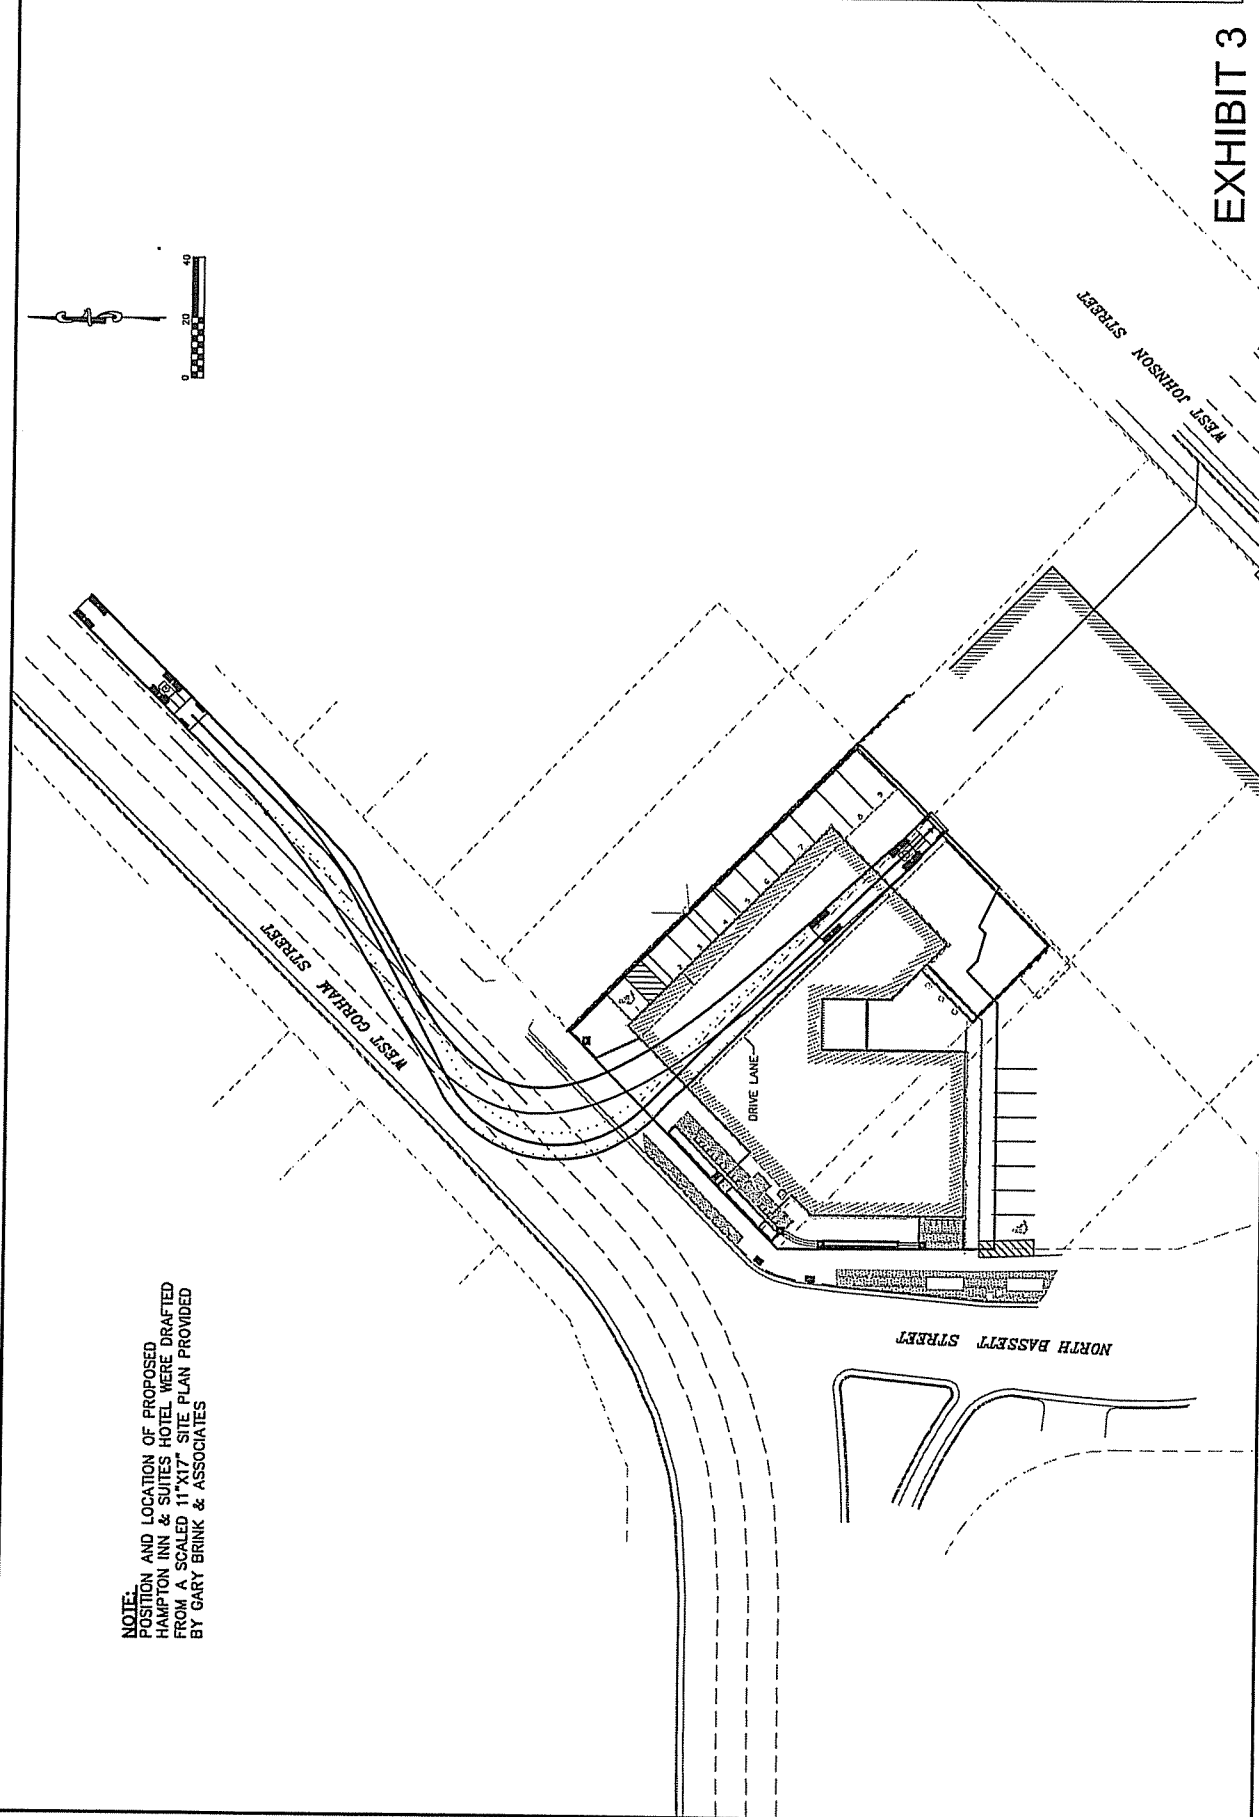 NOTE:
POSITION AND LOCATION OF PROPOSED
HAMPTON INN & SUITES HOTEL WERE DRAFTED
FROM A SCALED 11"X17" SITE PLAN PROVIDED
BY GARY BRINK & ASSOCIATES
0 20 40
WEST GORHAM STREET
DRIVE LANE
NORTH BASSETT STREET
WEST JOHNSON STREET
EXHIBIT 3